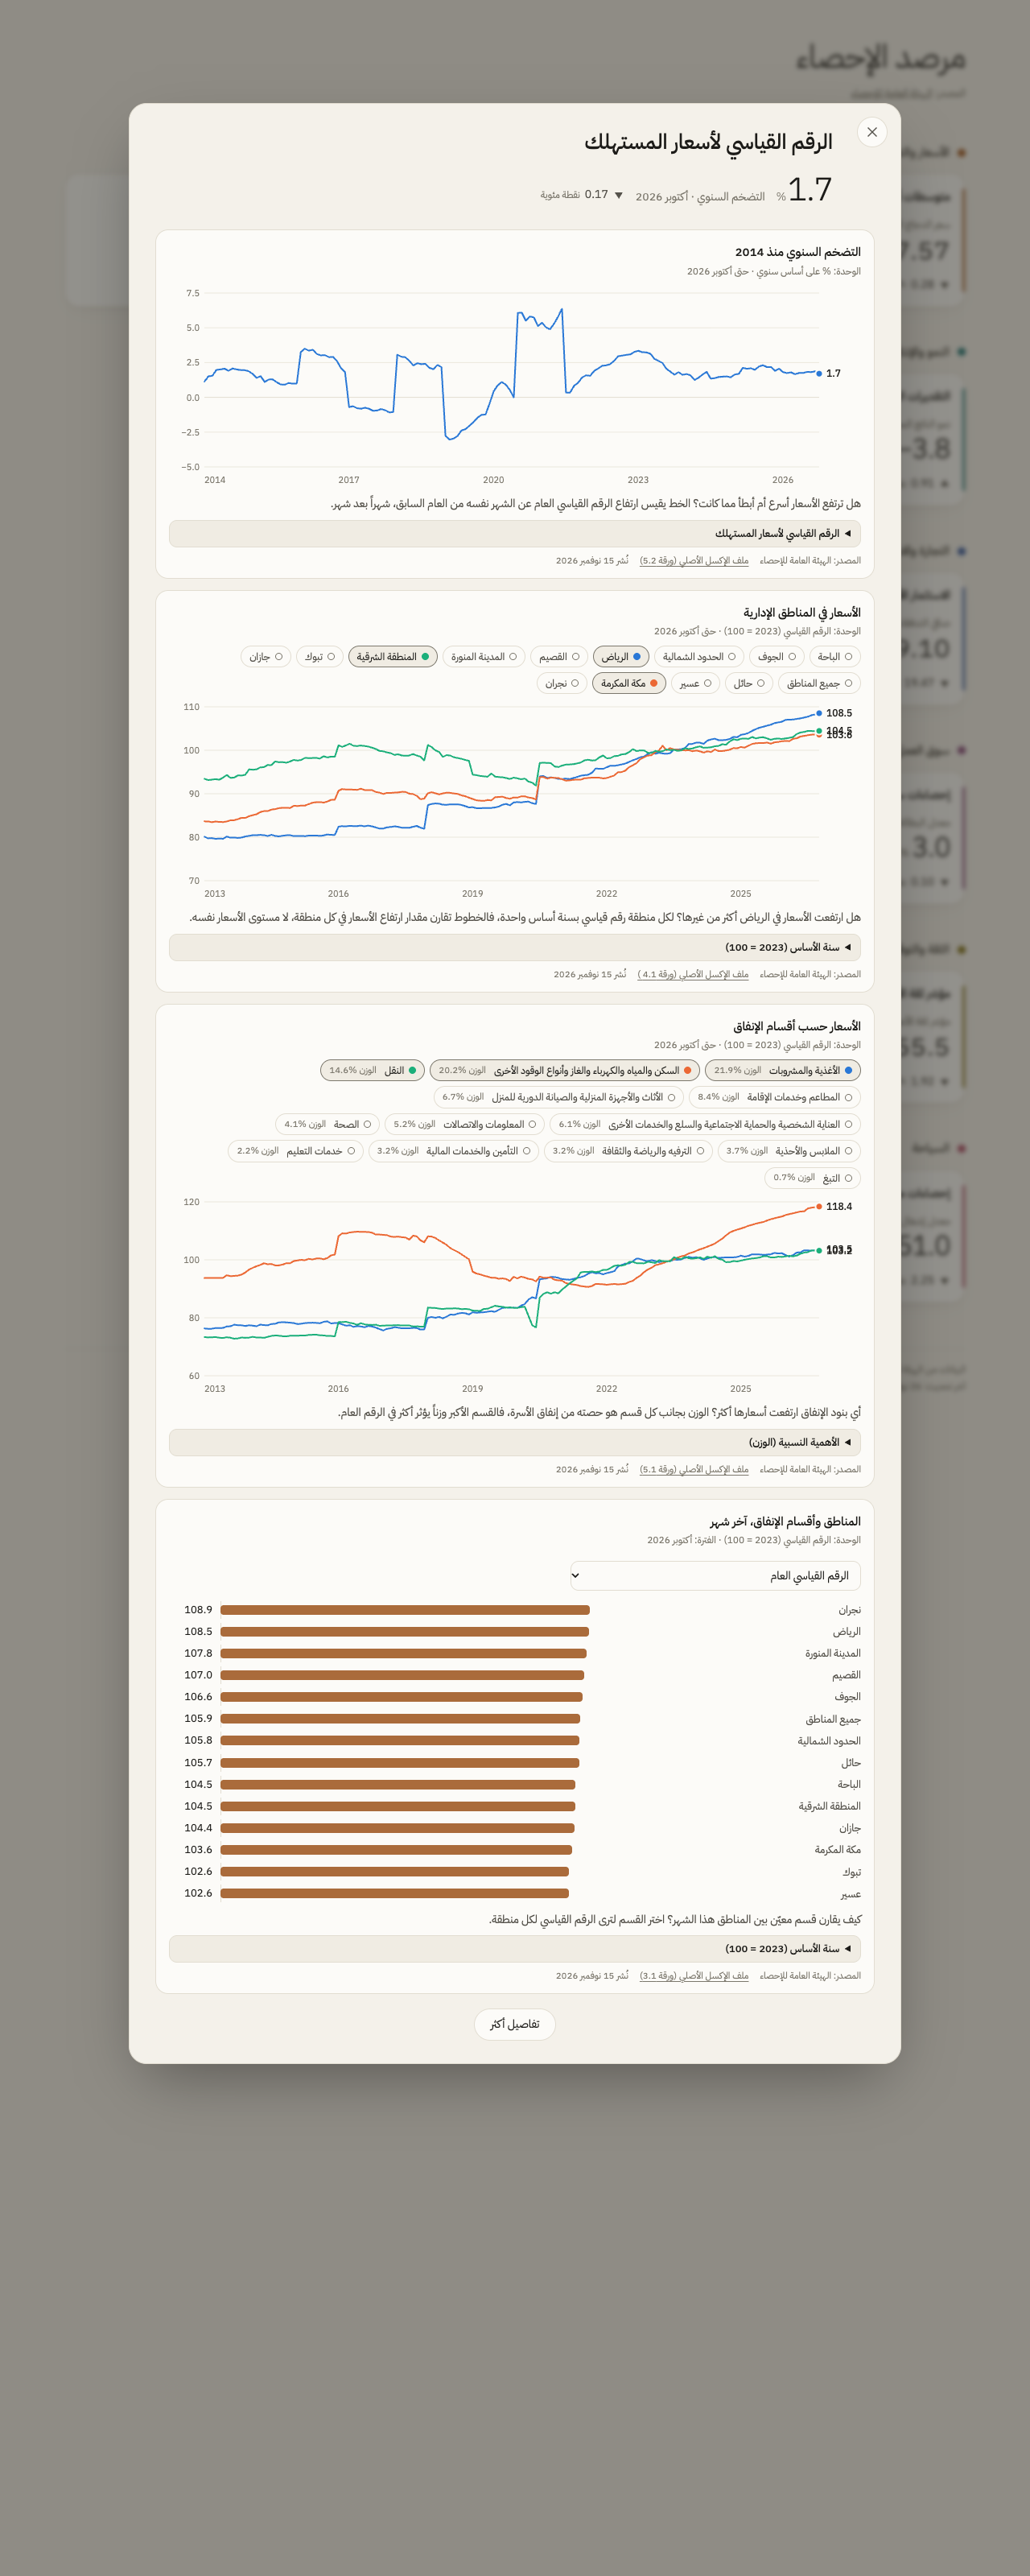 مرصد الإحصاء
الرقم القياسي لأسعار المستهلك
1.7 % التضخم السنوي · أكتوبر 2026 ▼ 0.17 نقطة مئوية
التضخم السنوي منذ 2014
الوحدة: % على أساس سنوي · حتى أكتوبر 2026
7.5
5.0
2.5
0.0
−2.5
−5.0
1.7
2014 2017 2020 2023 2026
هل ترتفع الأسعار أسرع أم أبطأ مما كانت؟ الخط يقيس ارتفاع الرقم القياسي العام عن الشهر نفسه من العام السابق، شهراً بعد شهر.
◀ الرقم القياسي لأسعار المستهلك
المصدر: الهيئة العامة للإحصاء ملف الإكسل الأصلي (ورقة 5.2) نُشر 15 نوفمبر 2026
الأسعار في المناطق الإدارية
الوحدة: الرقم القياسي (2023 = 100) · حتى أكتوبر 2026
الباحة الجوف الحدود الشمالية الرياض القصيم المدينة المنورة المنطقة الشرقية تبوك جازان
جميع المناطق حائل عسير مكة المكرمة نجران
110
100
90
80
70
108.5
104.5
103.6
2013 2016 2019 2022 2025
هل ارتفعت الأسعار في الرياض أكثر من غيرها؟ لكل منطقة رقم قياسي بسنة أساس واحدة، فالخطوط تقارن مقدار ارتفاع الأسعار في كل منطقة، لا مستوى الأسعار نفسه.
◀ سنة الأساس (2023 = 100)
المصدر: الهيئة العامة للإحصاء ملف الإكسل الأصلي (ورقة 4.1 ) نُشر 15 نوفمبر 2026
الأسعار حسب أقسام الإنفاق
الوحدة: الرقم القياسي (2023 = 100) · حتى أكتوبر 2026
الأغذية والمشروبات الوزن 21.9% السكن والمياه والكهرباء والغاز وأنواع الوقود الأخرى الوزن 20.2% النقل الوزن 14.6%
المطاعم وخدمات الإقامة الوزن 8.4% الأثاث والأجهزة المنزلية والصيانة الدورية للمنزل الوزن 6.7%
العناية الشخصية والحماية الاجتماعية والسلع والخدمات الأخرى الوزن 6.1% المعلومات والاتصالات الوزن 5.2% الصحة الوزن 4.1%
الملابس والأحذية الوزن 3.7% الترفيه والرياضة والثقافة الوزن 3.2% التأمين والخدمات المالية الوزن 3.2% خدمات التعليم الوزن 2.2%
التبغ الوزن 0.7%
120
100
80
60
118.4
103.5
103.2
2013 2016 2019 2022 2025
أي بنود الإنفاق ارتفعت أسعارها أكثر؟ الوزن بجانب كل قسم هو حصته من إنفاق الأسرة، فالقسم الأكبر وزناً يؤثر أكثر في الرقم العام.
◀ الأهمية النسبية (الوزن)
المصدر: الهيئة العامة للإحصاء ملف الإكسل الأصلي (ورقة 5.1) نُشر 15 نوفمبر 2026
المناطق وأقسام الإنفاق، آخر شهر
الوحدة: الرقم القياسي (2023 = 100) · الفترة: أكتوبر 2026
الرقم القياسي العام
نجران 108.9
الرياض 108.5
المدينة المنورة 107.8
القصيم 107.0
الجوف 106.6
جميع المناطق 105.9
الحدود الشمالية 105.8
حائل 105.7
الباحة 104.5
المنطقة الشرقية 104.5
جازان 104.4
مكة المكرمة 103.6
تبوك 102.6
عسير 102.6
كيف يقارن قسم معيّن بين المناطق هذا الشهر؟ اختر القسم لترى الرقم القياسي لكل منطقة.
◀ سنة الأساس (2023 = 100)
المصدر: الهيئة العامة للإحصاء ملف الإكسل الأصلي (ورقة 3.1) نُشر 15 نوفمبر 2026
تفاصيل أكثر